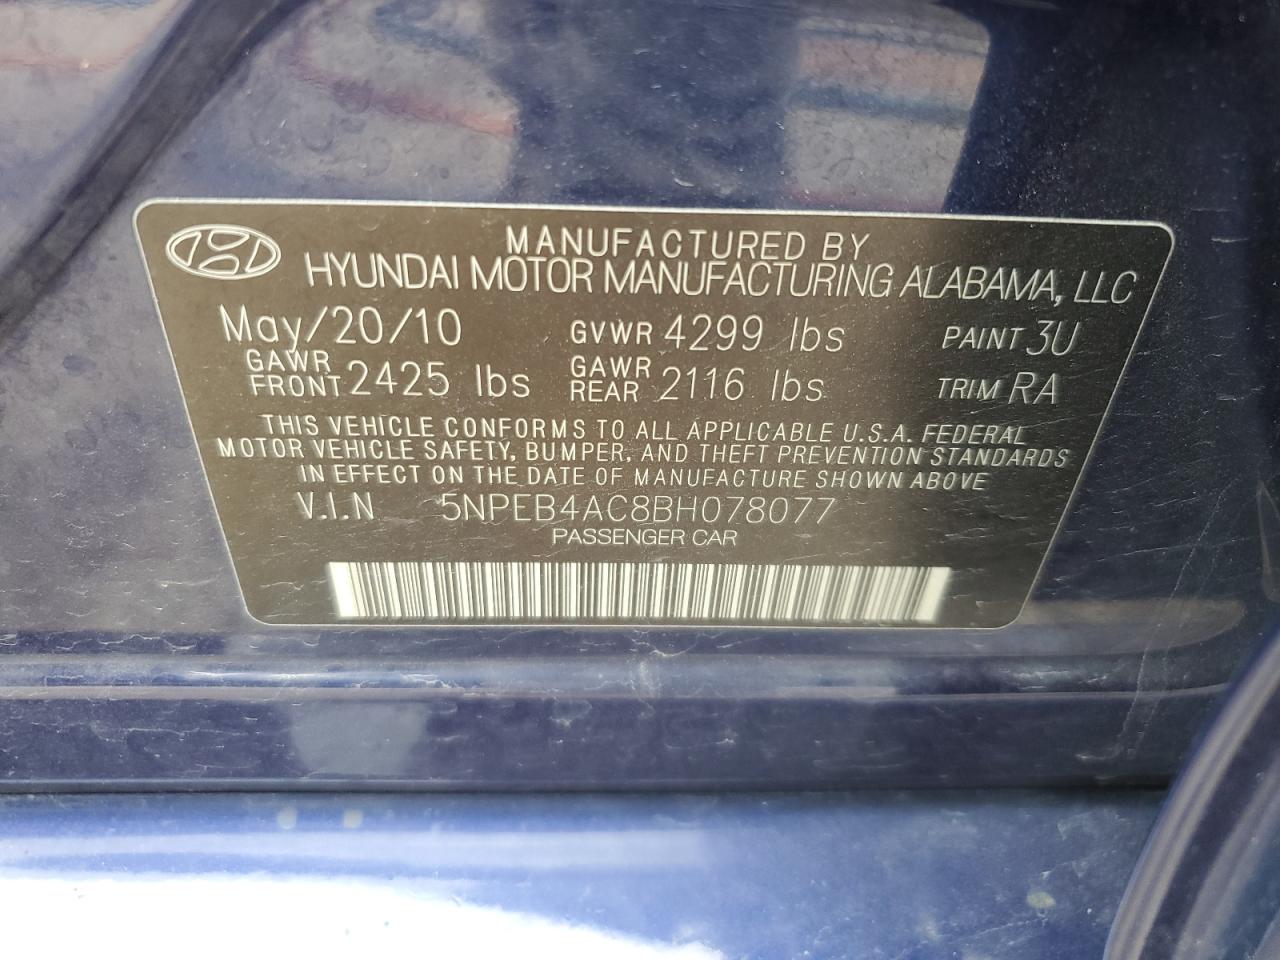 MANUFACTURED BY
HYUNDAI MOTOR MANUFACTURING ALABAMA, LLC
May/20/10 GVWR 4299 lbs PAINT 3U
GAWR FRONT 2425 lbs GAWR REAR 2116 lbs TRIM RA
THIS VEHICLE CONFORMS TO ALL APPLICABLE U.S.A. FEDERAL
MOTOR VEHICLE SAFETY, BUMPER, AND THEFT PREVENTION STANDARDS
IN EFFECT ON THE DATE OF MANUFACTURE SHOWN ABOVE
V.I.N 5NPEB4AC8BH078077
PASSENGER CAR